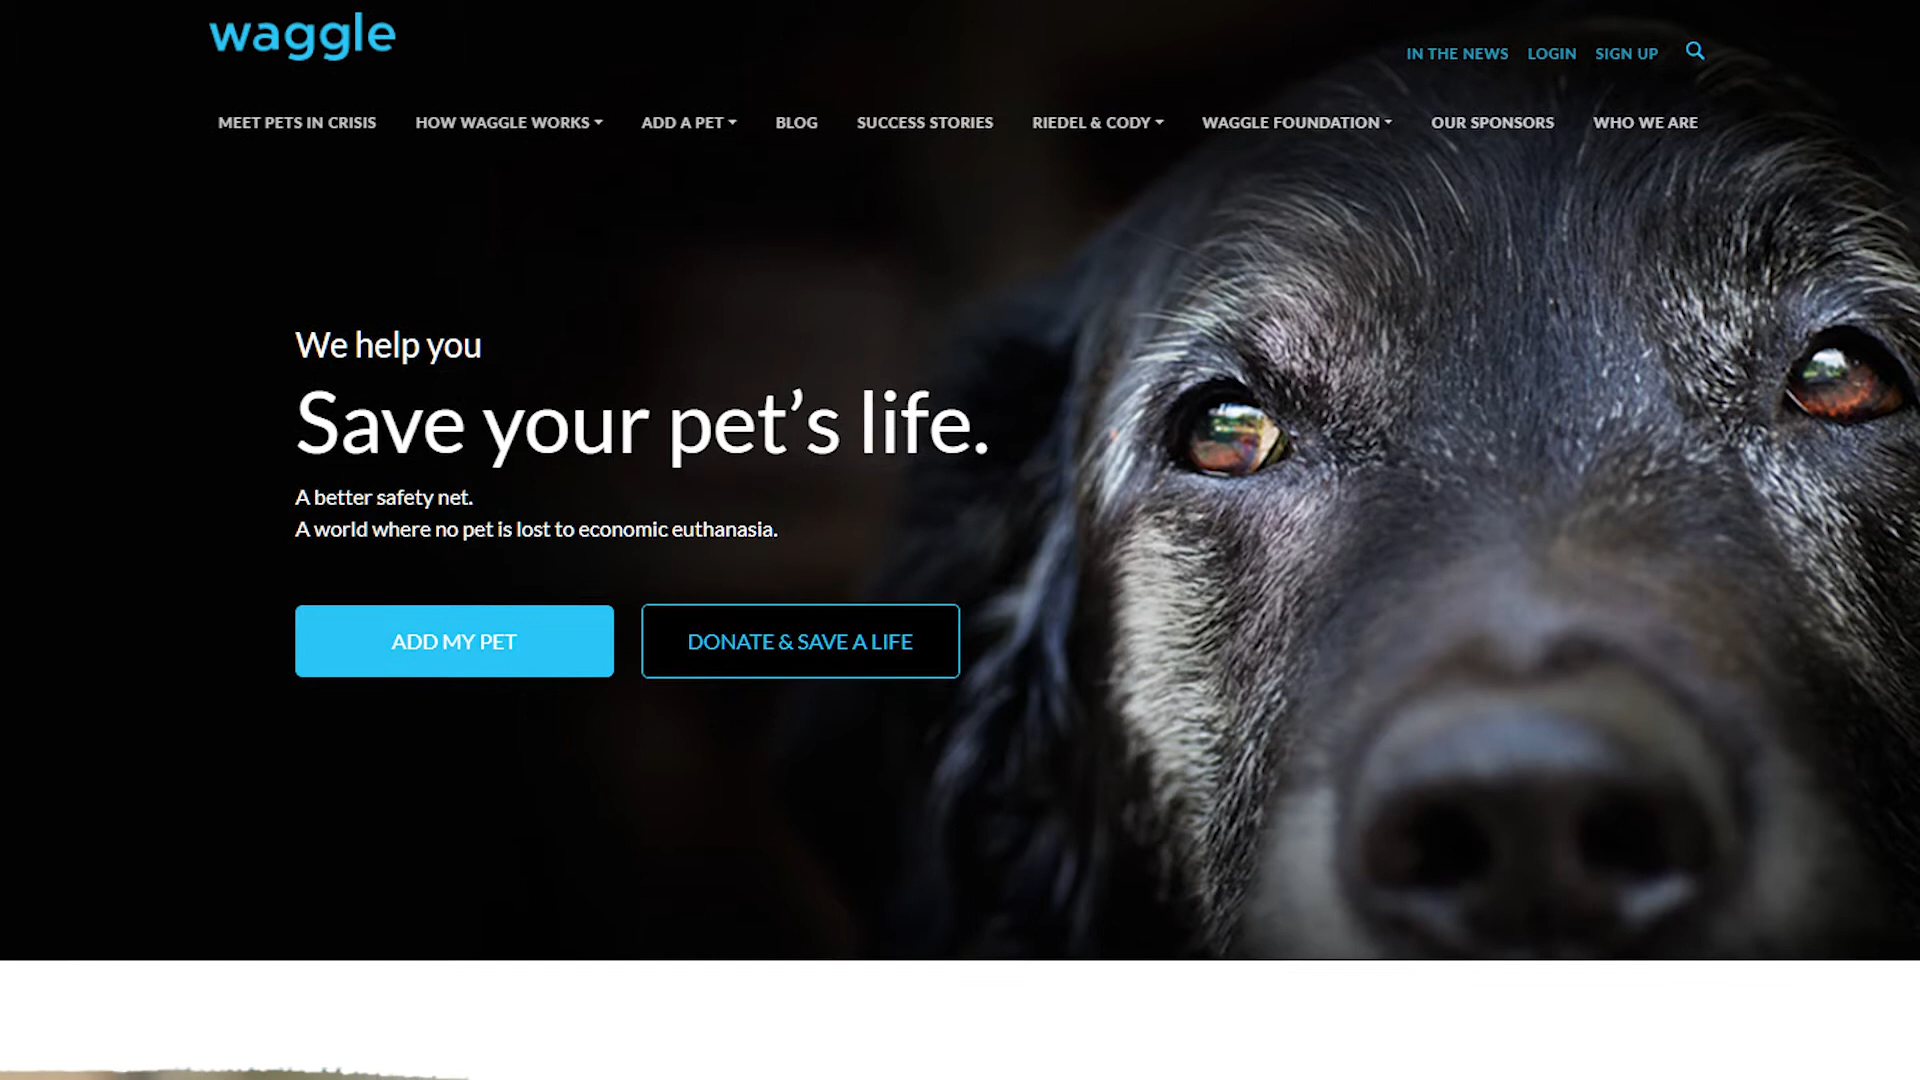 waggle
IN THE NEWS LOGIN SIGN UP
MEET PETS IN CRISIS HOW WAGGLE WORKS ADD A PET BLOG SUCCESS STORIES RIEDEL & CODY WAGGLE FOUNDATION OUR SPONSORS WHO WE ARE
We help you
Save your pet’s life.
A better safety net.
A world where no pet is lost to economic euthanasia.
ADD MY PET DONATE & SAVE A LIFE